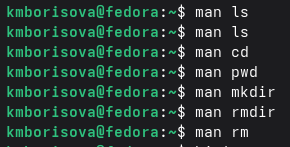 kmborisova@fedora:~$ man ls
kmborisova@fedora:~$ man ls
kmborisova@fedora:~$ man cd
kmborisova@fedora:~$ man pwd
kmborisova@fedora:~$ man mkdir
kmborisova@fedora:~$ man rmdir
kmborisova@fedora:~$ man rm